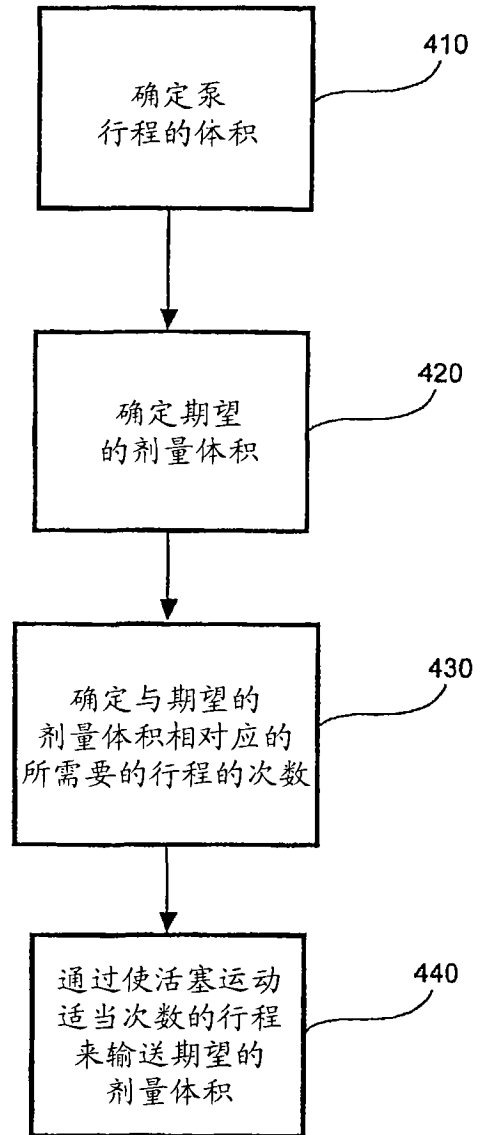 确定泵
行程的体积
410
确定期望
的剂量体积
420
确定与期望的
剂量体积相对应的
所需要的行程的次数
430
通过使活塞运动
适当次数的行程
来输送期望的
剂量体积
440